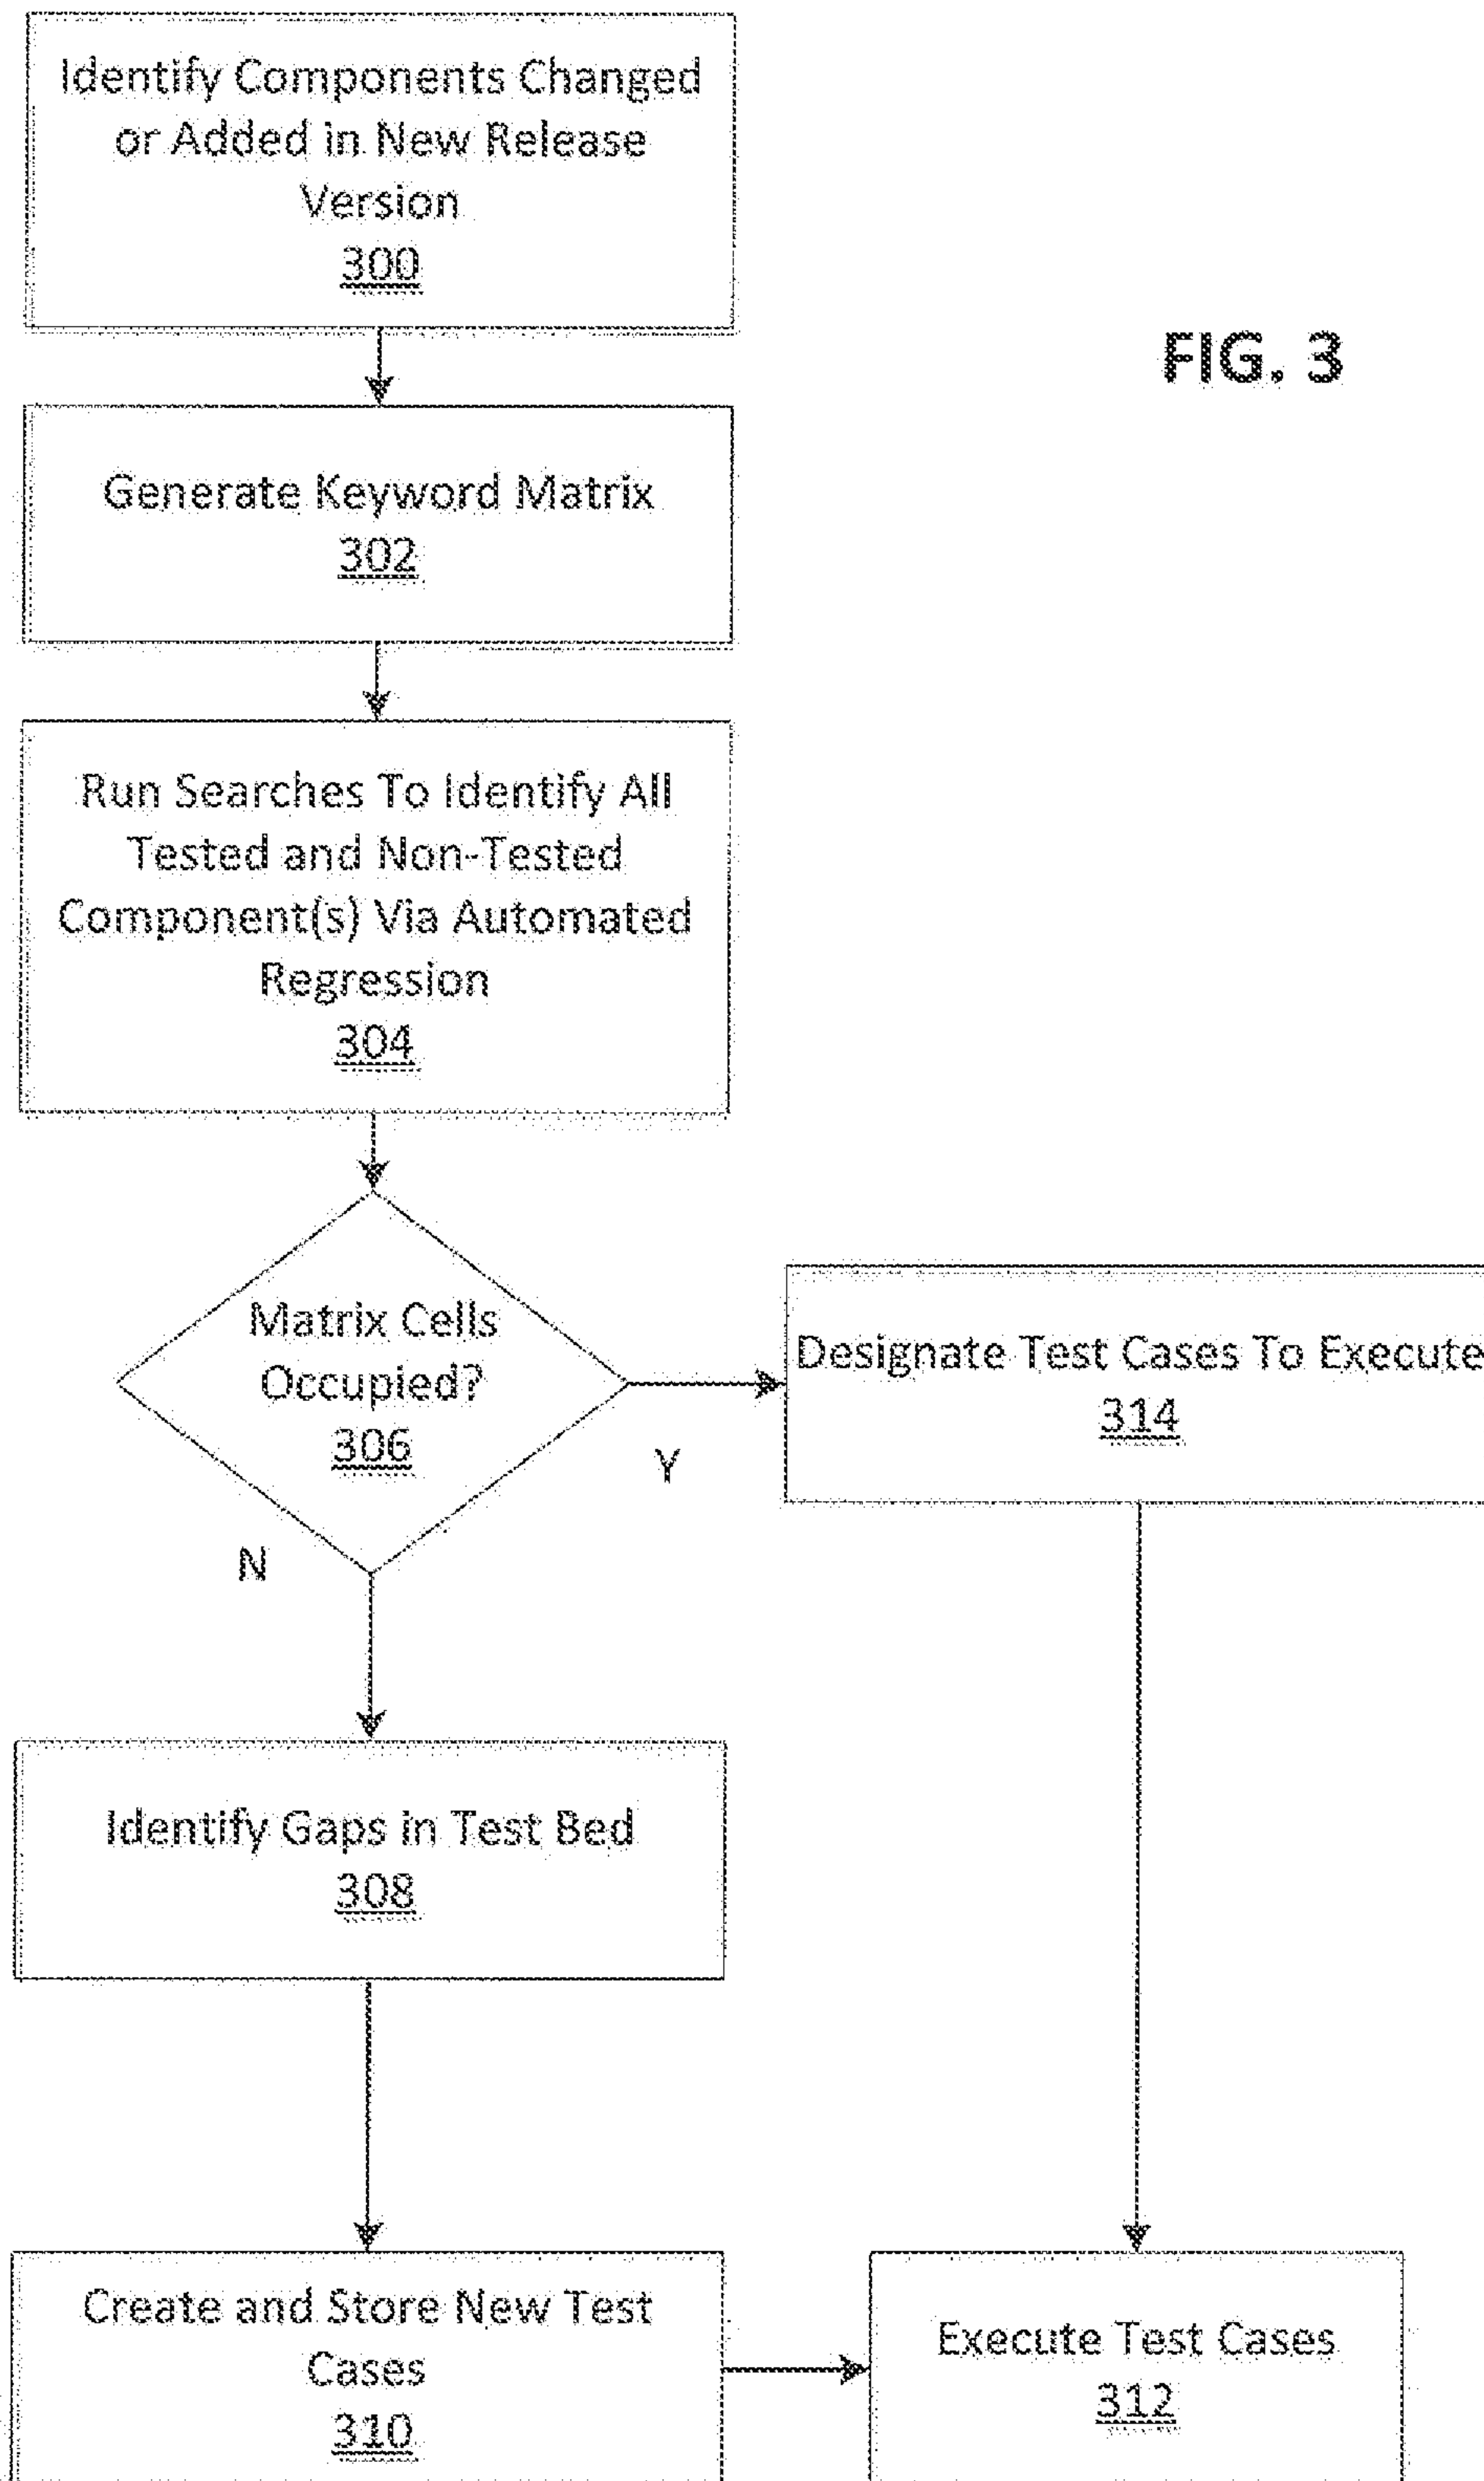 Identify Components Changed
or Added in New Release
Version
300
FIG. 3
Generate Keyword Matrix
302
Run Searches To Identify All
Tested and Non-Tested
Component(s) Via Automated
Regression
304
Matrix Cells
Occupied?
306
Y
N
Designate Test Cases To Execute
314
Identify Gaps in Test Bed
308
Create and Store New Test
Cases
310
Execute Test Cases
312